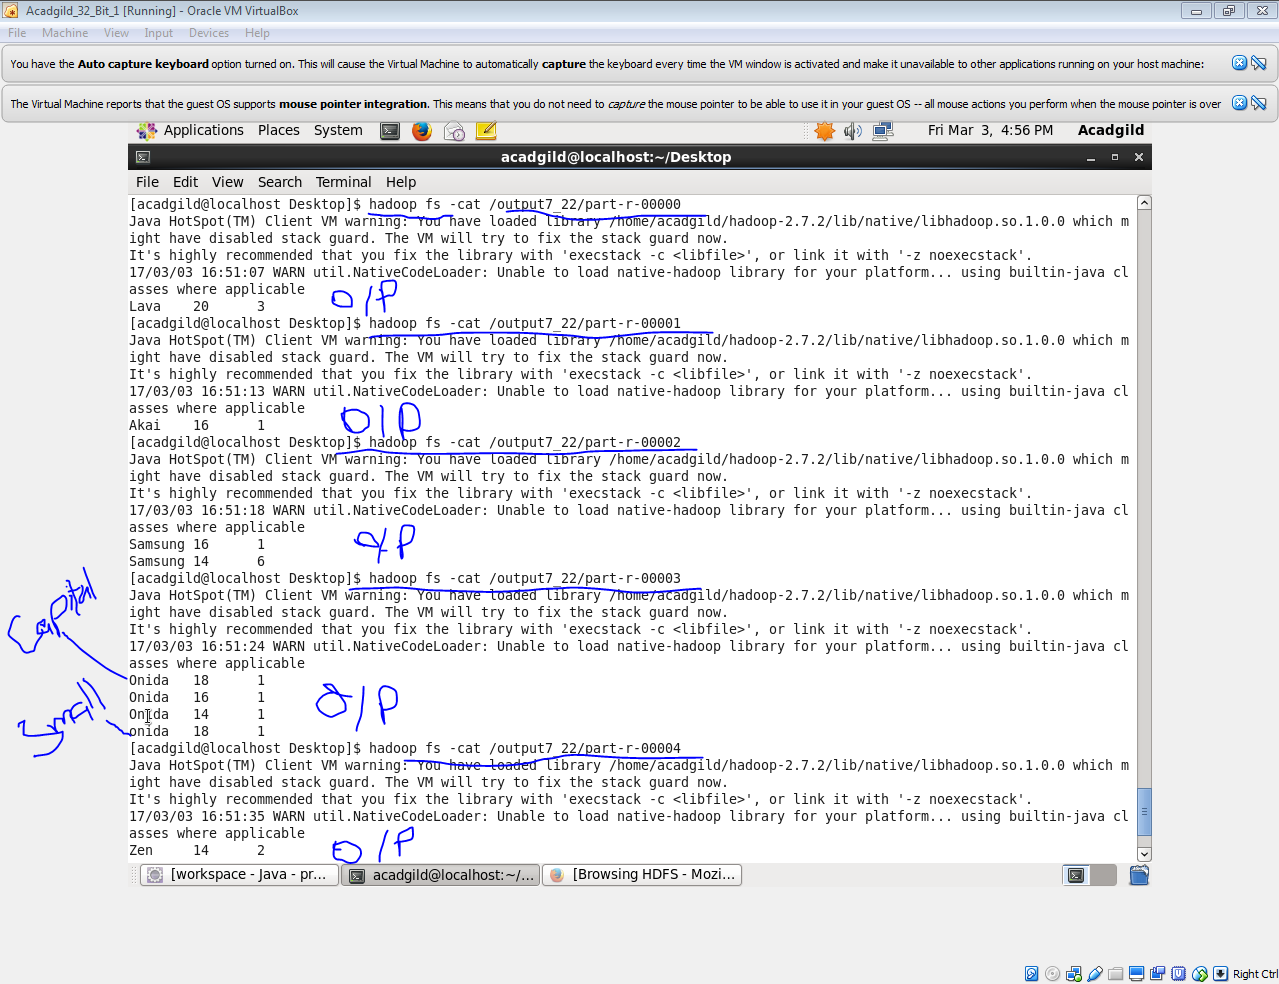 Acadgild_32_Bit_1 [Running] - Oracle VM VirtualBox
File Machine View Input Devices Help
You have the Auto capture keyboard option turned on. This will cause the Virtual Machine to automatically capture the keyboard every time the VM window is activated and make it unavailable to other applications running on your host machine:
The Virtual Machine reports that the guest OS supports mouse pointer integration. This means that you do not need to capture the mouse pointer to be able to use it in your guest OS -- all mouse actions you perform when the mouse pointer is over
Applications Places System Fri Mar 3, 4:56 PM Acadgild
acadgild@localhost:~/Desktop
File Edit View Search Terminal Help
[acadgild@localhost Desktop]$ hadoop fs -cat /output7_22/part-r-00000
Java HotSpot(TM) Client VM warning: You have loaded library /home/acadgild/hadoop-2.7.2/lib/native/libhadoop.so.1.0.0 which m
ight have disabled stack guard. The VM will try to fix the stack guard now.
It's highly recommended that you fix the library with 'execstack -c <libfile>', or link it with '-z noexecstack'.
17/03/03 16:51:07 WARN util.NativeCodeLoader: Unable to load native-hadoop library for your platform... using builtin-java cl
asses where applicable
O/P
Lava 20 3
[acadgild@localhost Desktop]$ hadoop fs -cat /output7_22/part-r-00001
Java HotSpot(TM) Client VM warning: You have loaded library /home/acadgild/hadoop-2.7.2/lib/native/libhadoop.so.1.0.0 which m
ight have disabled stack guard. The VM will try to fix the stack guard now.
It's highly recommended that you fix the library with 'execstack -c <libfile>', or link it with '-z noexecstack'.
17/03/03 16:51:13 WARN util.NativeCodeLoader: Unable to load native-hadoop library for your platform... using builtin-java cl
asses where applicable
O/P
Akai 16 1
[acadgild@localhost Desktop]$ hadoop fs -cat /output7_22/part-r-00002
Java HotSpot(TM) Client VM warning: You have loaded library /home/acadgild/hadoop-2.7.2/lib/native/libhadoop.so.1.0.0 which m
ight have disabled stack guard. The VM will try to fix the stack guard now.
It's highly recommended that you fix the library with 'execstack -c <libfile>', or link it with '-z noexecstack'.
17/03/03 16:51:18 WARN util.NativeCodeLoader: Unable to load native-hadoop library for your platform... using builtin-java cl
asses where applicable
O/P
Samsung 16 1
Samsung 14 6
[acadgild@localhost Desktop]$ hadoop fs -cat /output7_22/part-r-00003
Java HotSpot(TM) Client VM warning: You have loaded library /home/acadgild/hadoop-2.7.2/lib/native/libhadoop.so.1.0.0 which m
ight have disabled stack guard. The VM will try to fix the stack guard now.
Capital
It's highly recommended that you fix the library with 'execstack -c <libfile>', or link it with '-z noexecstack'.
17/03/03 16:51:24 WARN util.NativeCodeLoader: Unable to load native-hadoop library for your platform... using builtin-java cl
asses where applicable
Onida 18 1
Onida 16 1
O/P
Onida 14 1
Small
onida 18 1
[acadgild@localhost Desktop]$ hadoop fs -cat /output7_22/part-r-00004
Java HotSpot(TM) Client VM warning: You have loaded library /home/acadgild/hadoop-2.7.2/lib/native/libhadoop.so.1.0.0 which m
ight have disabled stack guard. The VM will try to fix the stack guard now.
It's highly recommended that you fix the library with 'execstack -c <libfile>', or link it with '-z noexecstack'.
17/03/03 16:51:35 WARN util.NativeCodeLoader: Unable to load native-hadoop library for your platform... using builtin-java cl
asses where applicable
O/P
Zen 14 2
[workspace - Java - pr... acadgild@localhost:~/... [Browsing HDFS - Mozi...
Right Ctrl